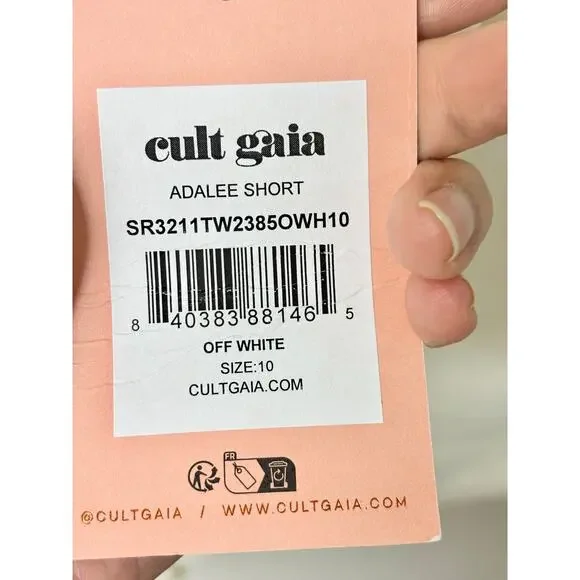 cult gaia
ADALEE SHORT
SR3211TW2385OWH10
8 40383 88146 5
OFF WHITE
SIZE:10
CULTGAIA.COM
FR
@CULTGAIA / WWW.CULTGAIA.COM